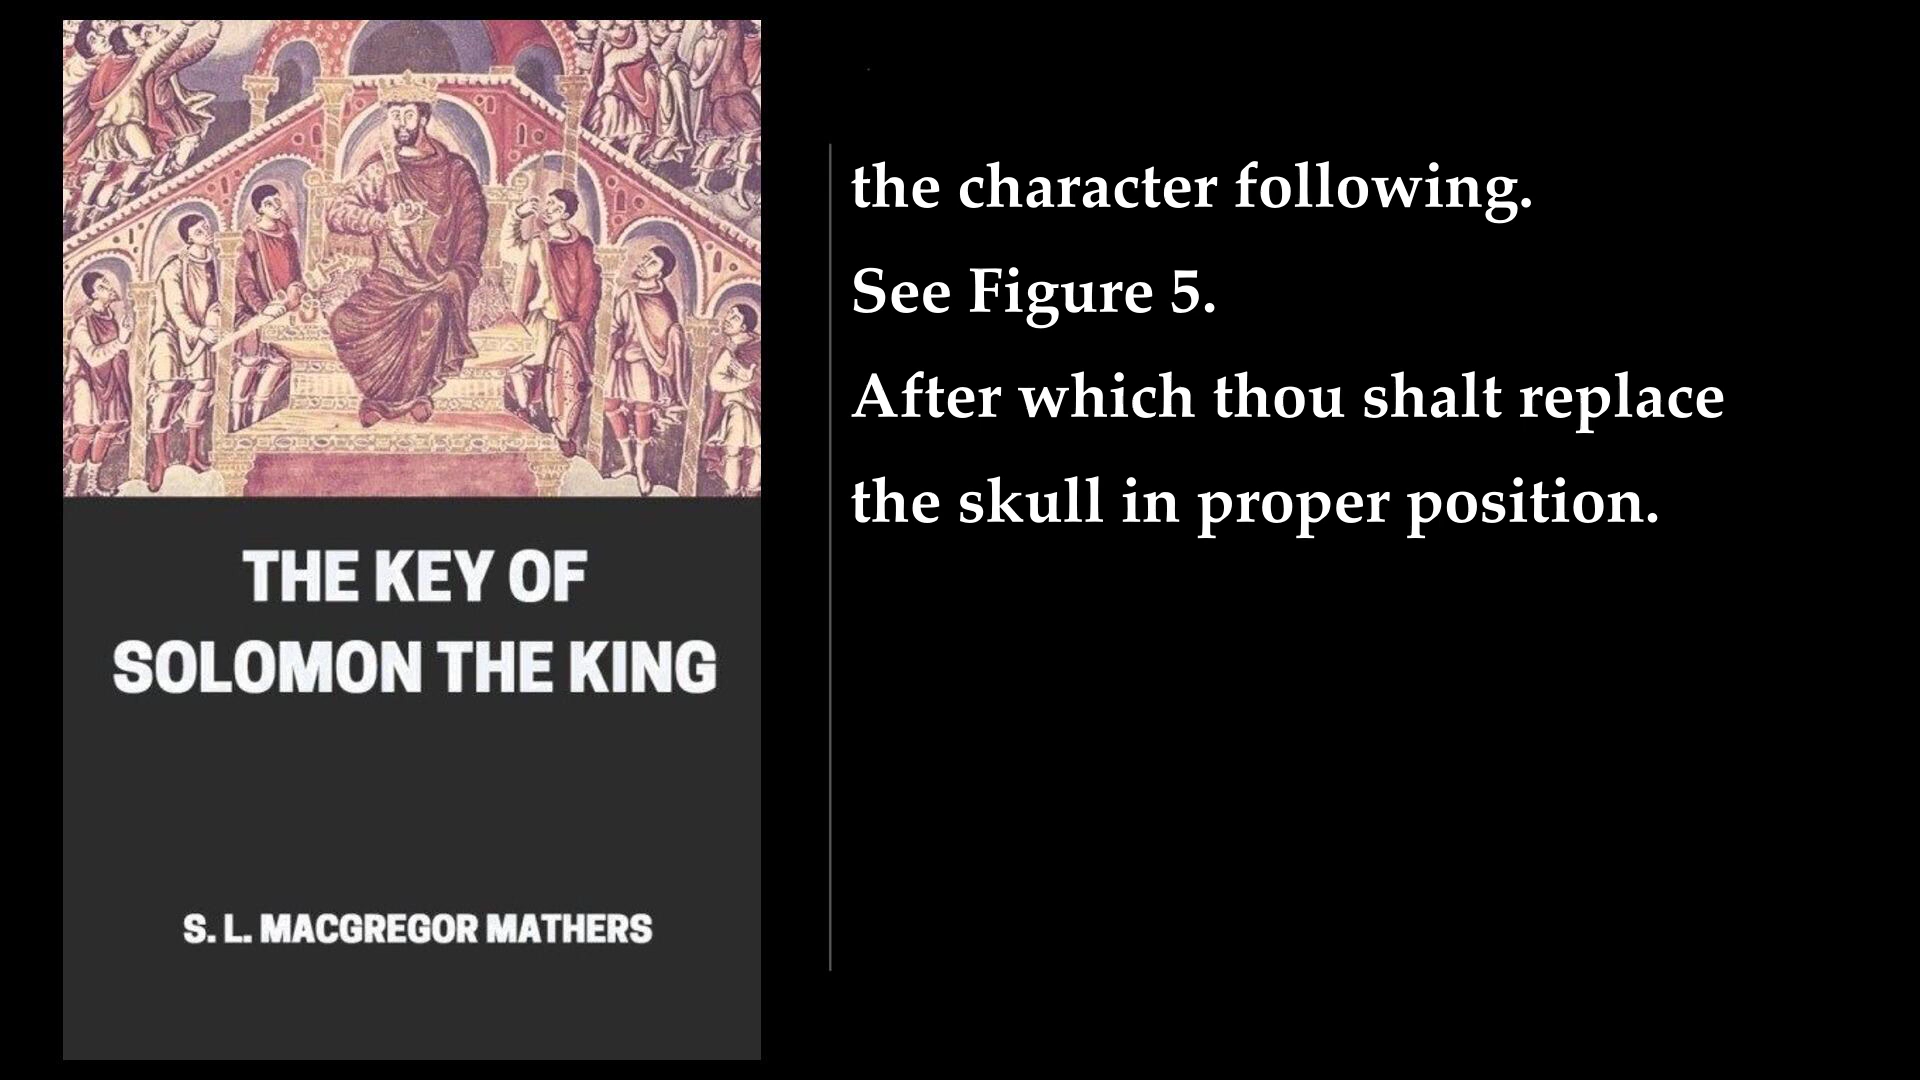 THE KEY OF
SOLOMON THE KING
S. L. MACGREGOR MATHERS
the character following.
See Figure 5.
After which thou shalt replace
the skull in proper position.